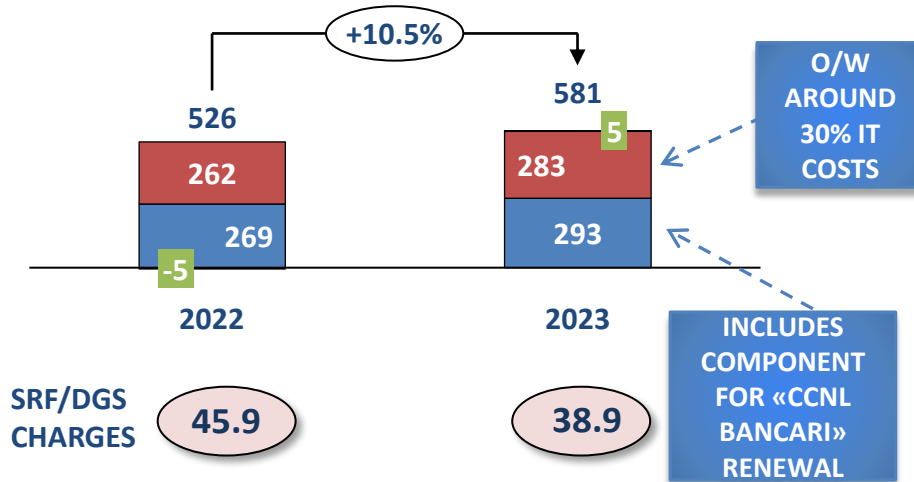 +10.5%
526
581
5
262
283
269
293
-5
2022
2023
O/W
AROUND
30% IT
COSTS
INCLUDES
COMPONENT
FOR «CCNL
BANCARI»
RENEWAL
SRF/DGS
CHARGES
45.9
38.9